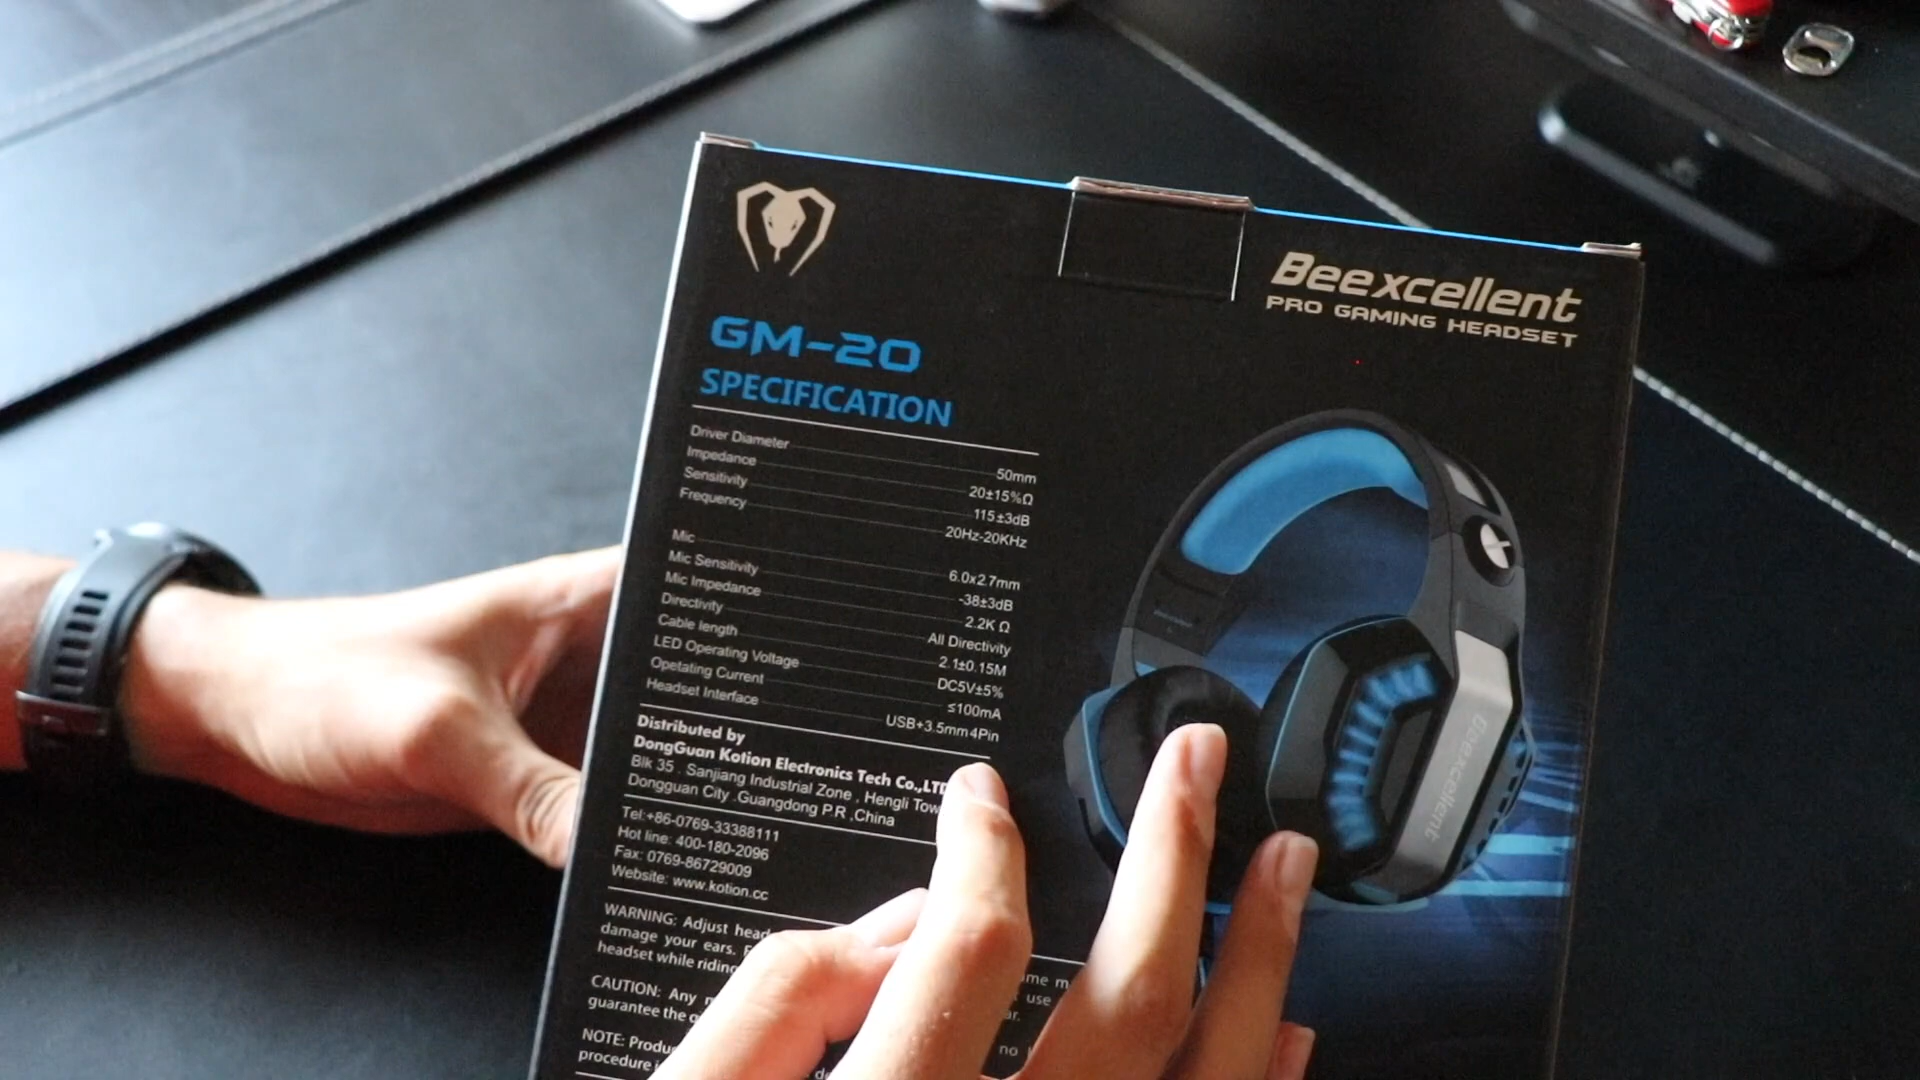 Beexcellent
PRO GAMING HEADSET
GM-20
SPECIFICATION
Driver Diameter 50mm
Impedance 20±15%Ω
Sensitivity 115±3dB
Frequency 20Hz-20KHz
Mic 6.0x2.7mm
Mic Sensitivity -38±3dB
Mic Impedance 2.2K Ω
Directivity All Directivity
Cable length 2.1±0.15M
LED Operating Voltage DC5V±5%
Opetating Current ≤100mA
Headset Interface USB+3.5mm4Pin
Distributed by
DongGuan Kotion Electronics Tech Co.,LTD
Blk 35 . Sanjiang Industrial Zone , Hengli Tow
Dongguan City .Guangdong P.R ,China
Tel:+86-0769-33388111
Hot line: 400-180-2096
Fax: 0769-86729009
Website: www.kotion.cc
WARNING: Adjust head
damage your ears.
headset while riding
CAUTION: Any
guarantee the
NOTE: Produ
procedure
use
no
Beexcellent